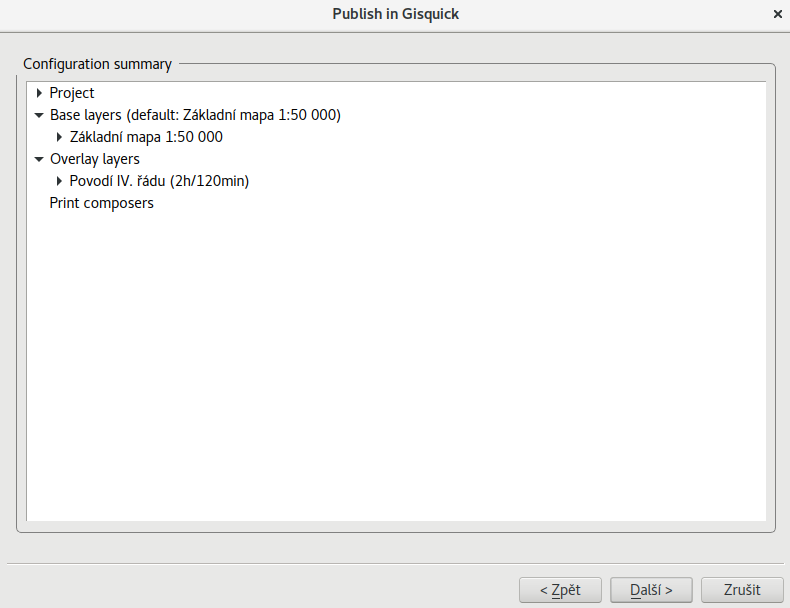 Publish in Gisquick
Configuration summary
Project
Base layers (default: Základní mapa 1:50 000)
Základní mapa 1:50 000
Overlay layers
Povodí IV. řádu (2h/120min)
Print composers
< Zpět
Další >
Zrušit